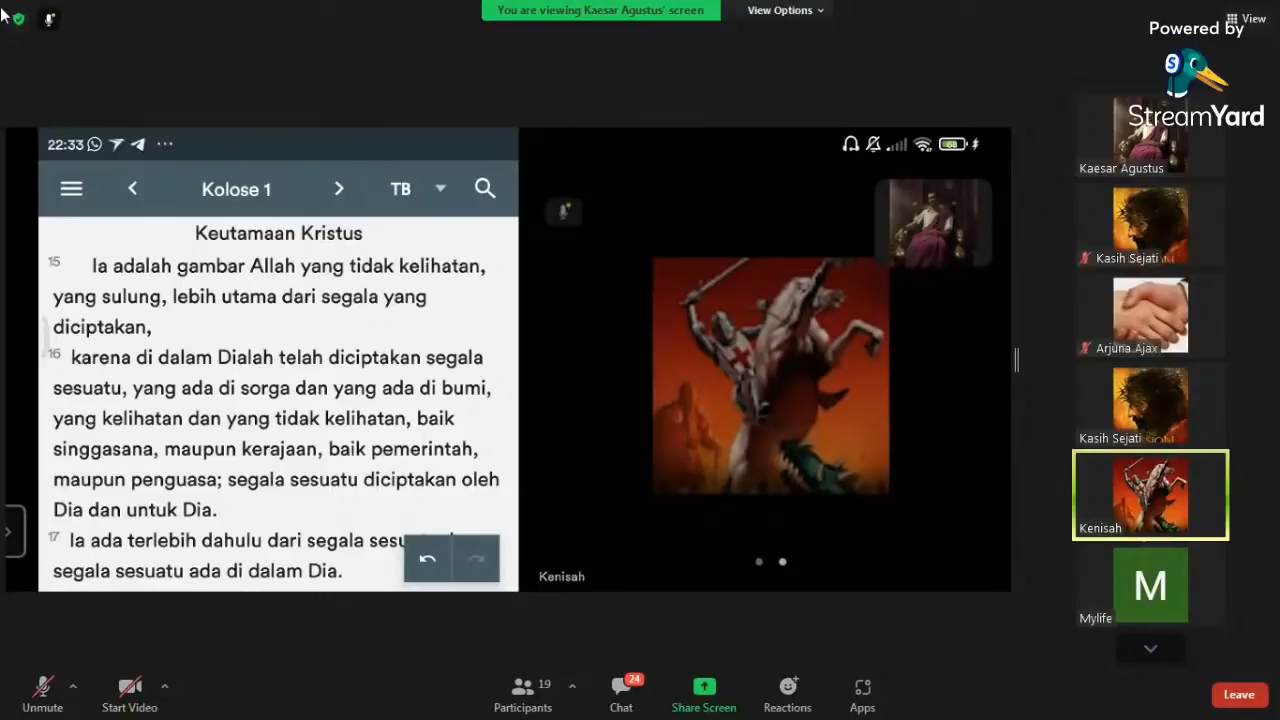 You are viewing Kaesar Agustus' screen
View Options
View
Powered by
S
StreamYard
22:33
Kolose 1
TB
Keutamaan Kristus
15 Ia adalah gambar Allah yang tidak kelihatan,
yang sulung, lebih utama dari segala yang
diciptakan,
16 karena di dalam Dialah telah diciptakan segala
sesuatu, yang ada di sorga dan yang ada di bumi,
yang kelihatan dan yang tidak kelihatan, baik
singgasana, maupun kerajaan, baik pemerintah,
maupun penguasa; segala sesuatu diciptakan oleh
Dia dan untuk Dia.
17 Ia ada terlebih dahulu dari segala
segala sesuatu ada di dalam Dia.
Kenisah
Kaesar Agustus
Kasih Sejati
Arjuna Ajax
Kasih Sejati
Kenisah
M
Mylife
Unmute
Start Video
19
Participants
24
Chat
Share Screen
Reactions
Apps
Leave